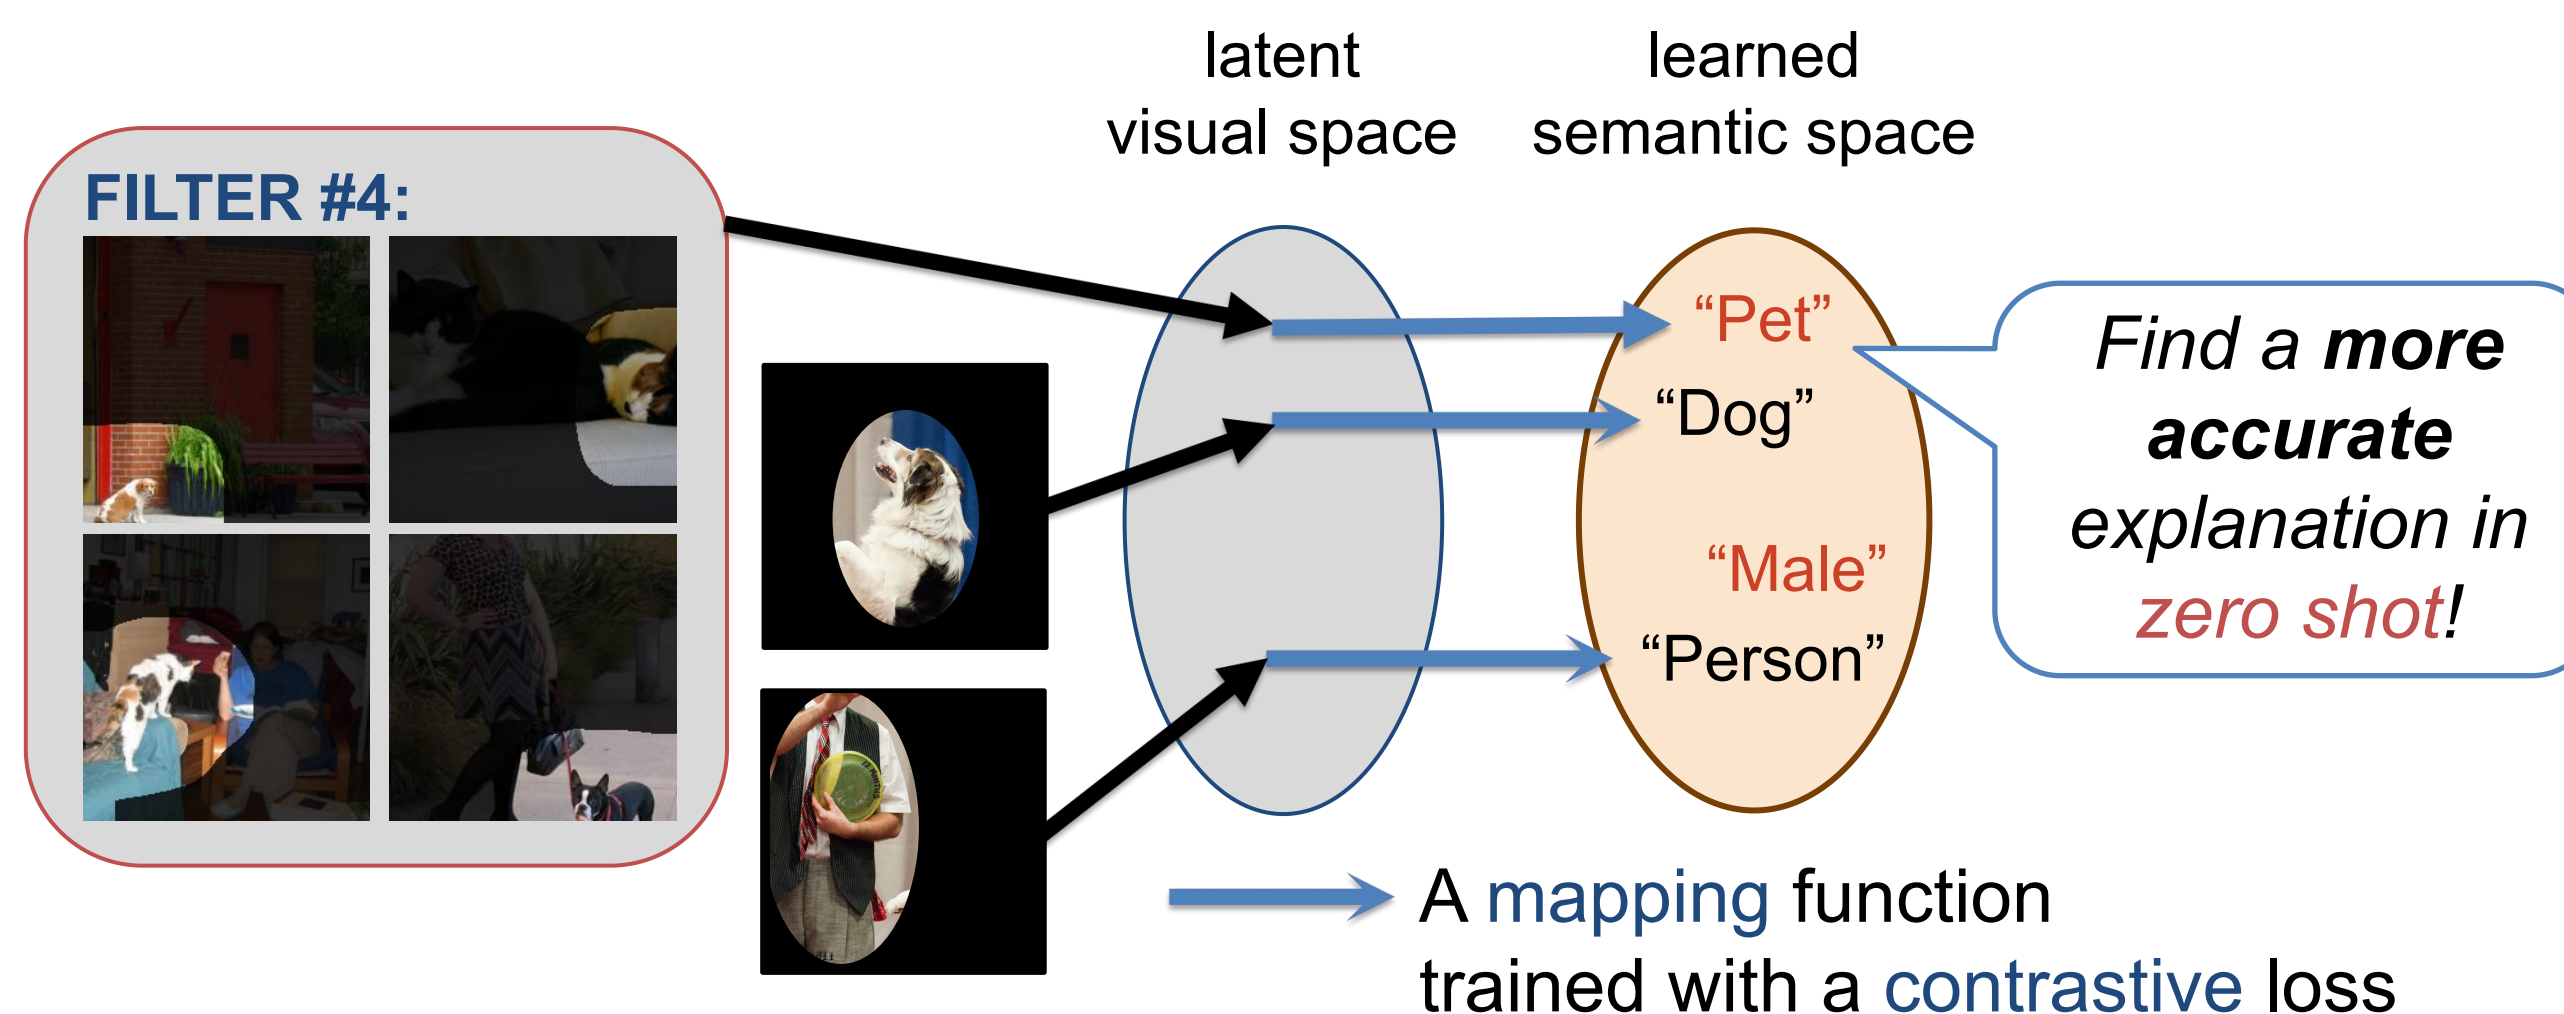 latent
visual space
learned
semantic space
FILTER #4:
“Pet”
“Dog”
“Male”
“Person”
Find a more
accurate
explanation in
zero shot!
A mapping function
trained with a contrastive loss